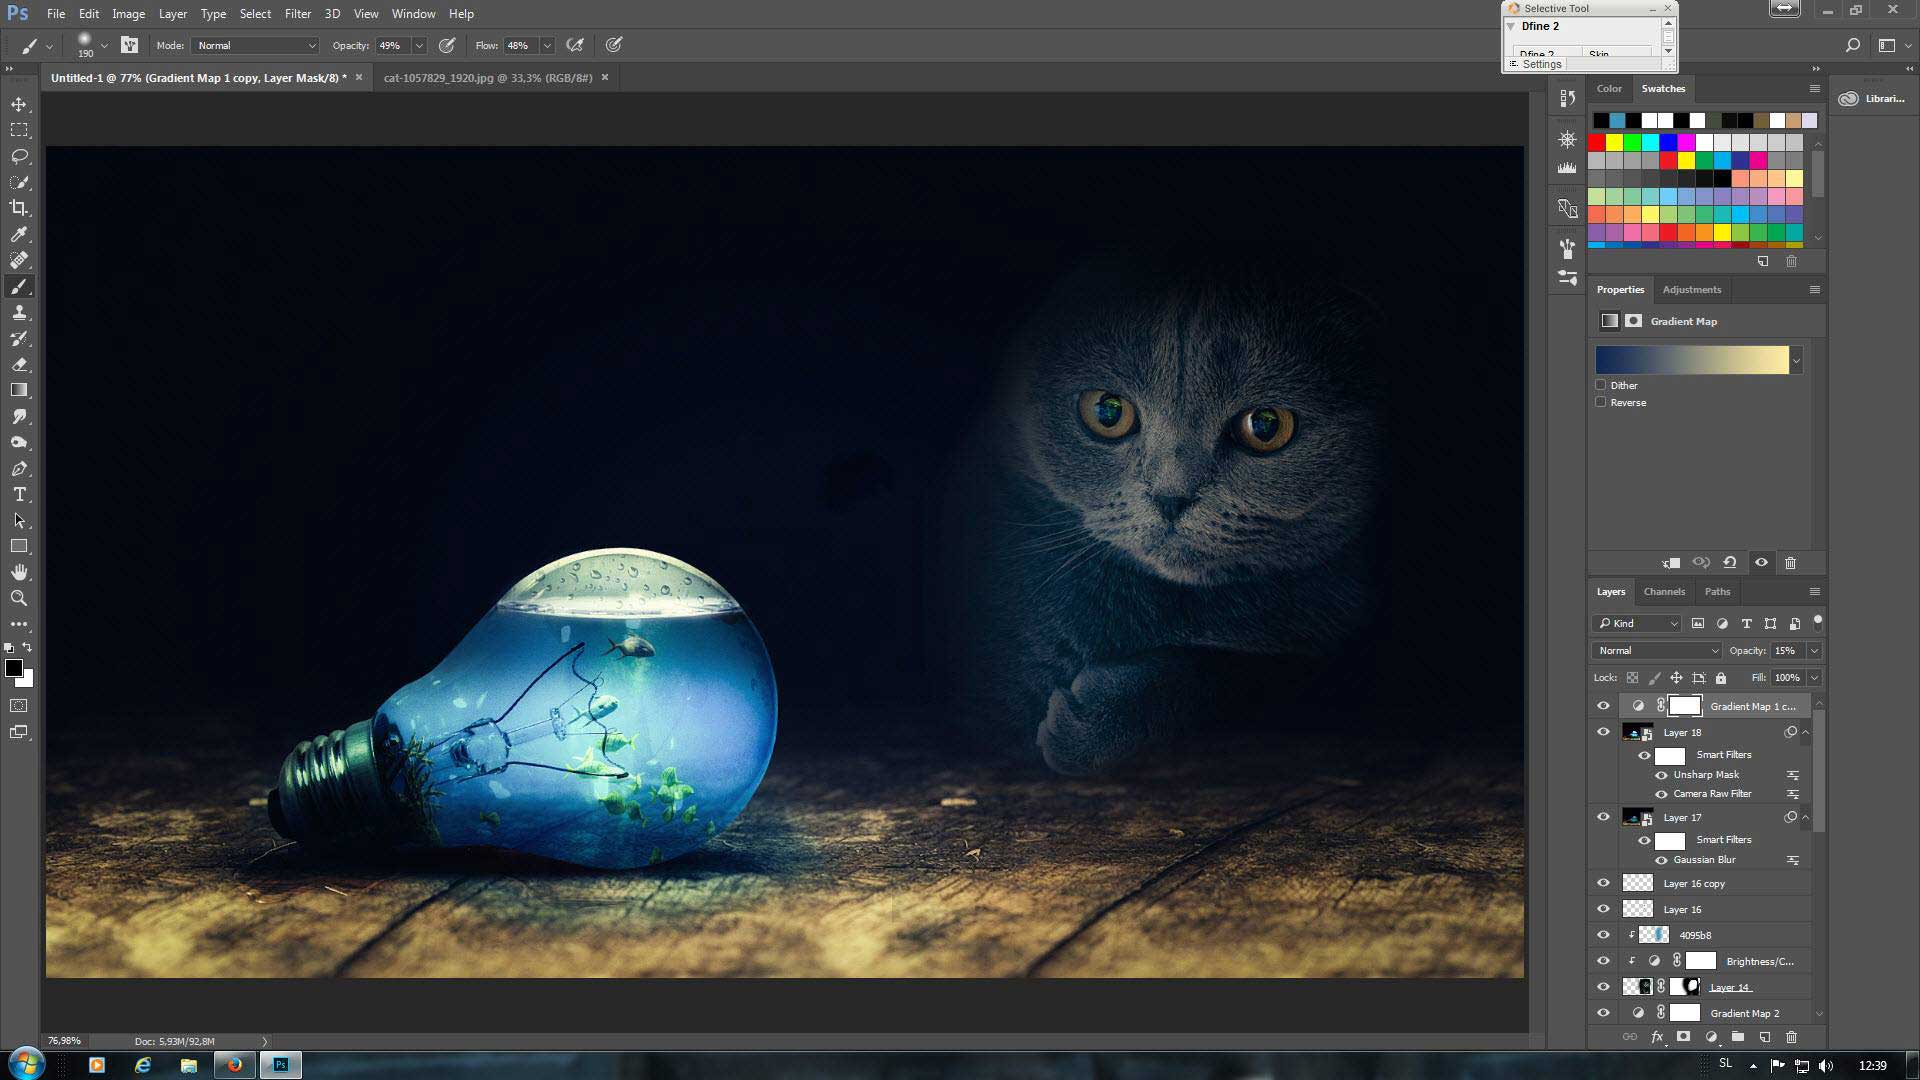 Ps File Edit Image Layer Type Select Filter 3D View Window Help
Selective Tool
Dfine 2
Dfine 2 Skin
Settings
190 Mode: Normal Opacity: 49% Flow: 48%
Untitled-1 @ 77% (Gradient Map 1 copy, Layer Mask/8) * × cat-1057829_1920.jpg @ 33,3% (RGB/8#) ×
Color Swatches
Librari...
Properties Adjustments
Gradient Map
Dither
Reverse
Layers Channels Paths
Kind
Normal Opacity: 15%
Lock: Fill: 100%
Gradient Map 1 c...
Layer 18
Smart Filters
Unsharp Mask
Camera Raw Filter
Layer 17
Smart Filters
Gaussian Blur
Layer 16 copy
Layer 16
4095b8
Brightness/C...
Layer 14
Gradient Map 2
fx
76,98% Doc: 5,93M/92,8M
Ps
SL 12:39